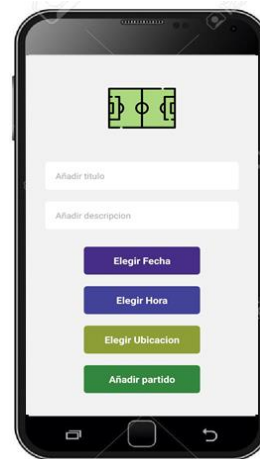 Añadir titulo
Añadir descripcion
Elegir Fecha
Elegir Hora
Elegir Ubicacion
Añadir partido